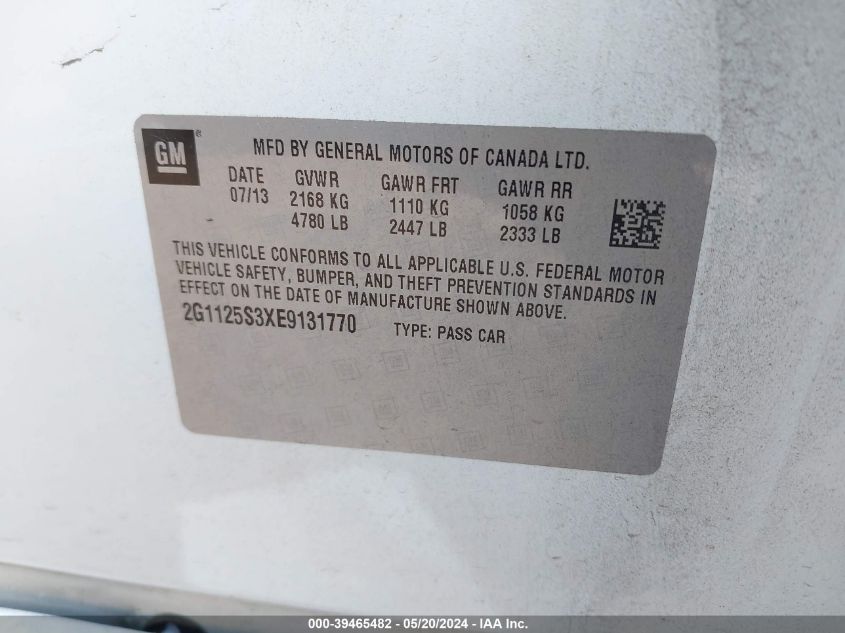 GM®
MFD BY GENERAL MOTORS OF CANADA LTD.
DATE GVWR GAWR FRT GAWR RR
07/13 2168 KG 1110 KG 1058 KG
4780 LB 2447 LB 2333 LB
THIS VEHICLE CONFORMS TO ALL APPLICABLE U.S. FEDERAL MOTOR
VEHICLE SAFETY, BUMPER, AND THEFT PREVENTION STANDARDS IN
EFFECT ON THE DATE OF MANUFACTURE SHOWN ABOVE.
2G1125S3XE9131770 TYPE: PASS CAR
000-39465482 - 05/20/2024 - IAA Inc.